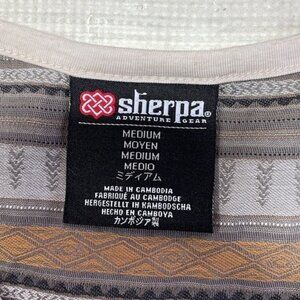 sherpa®
ADVENTURE GEAR
MEDIUM
MOYEN
MEDIUM
MEDIO
ミディアム
MADE IN CAMBODIA
FABRIQUÉ AU CAMBODGE
HERGESTELLT IN KAMBODSCHA
HECHO EN CAMBOYA
カンボジア製